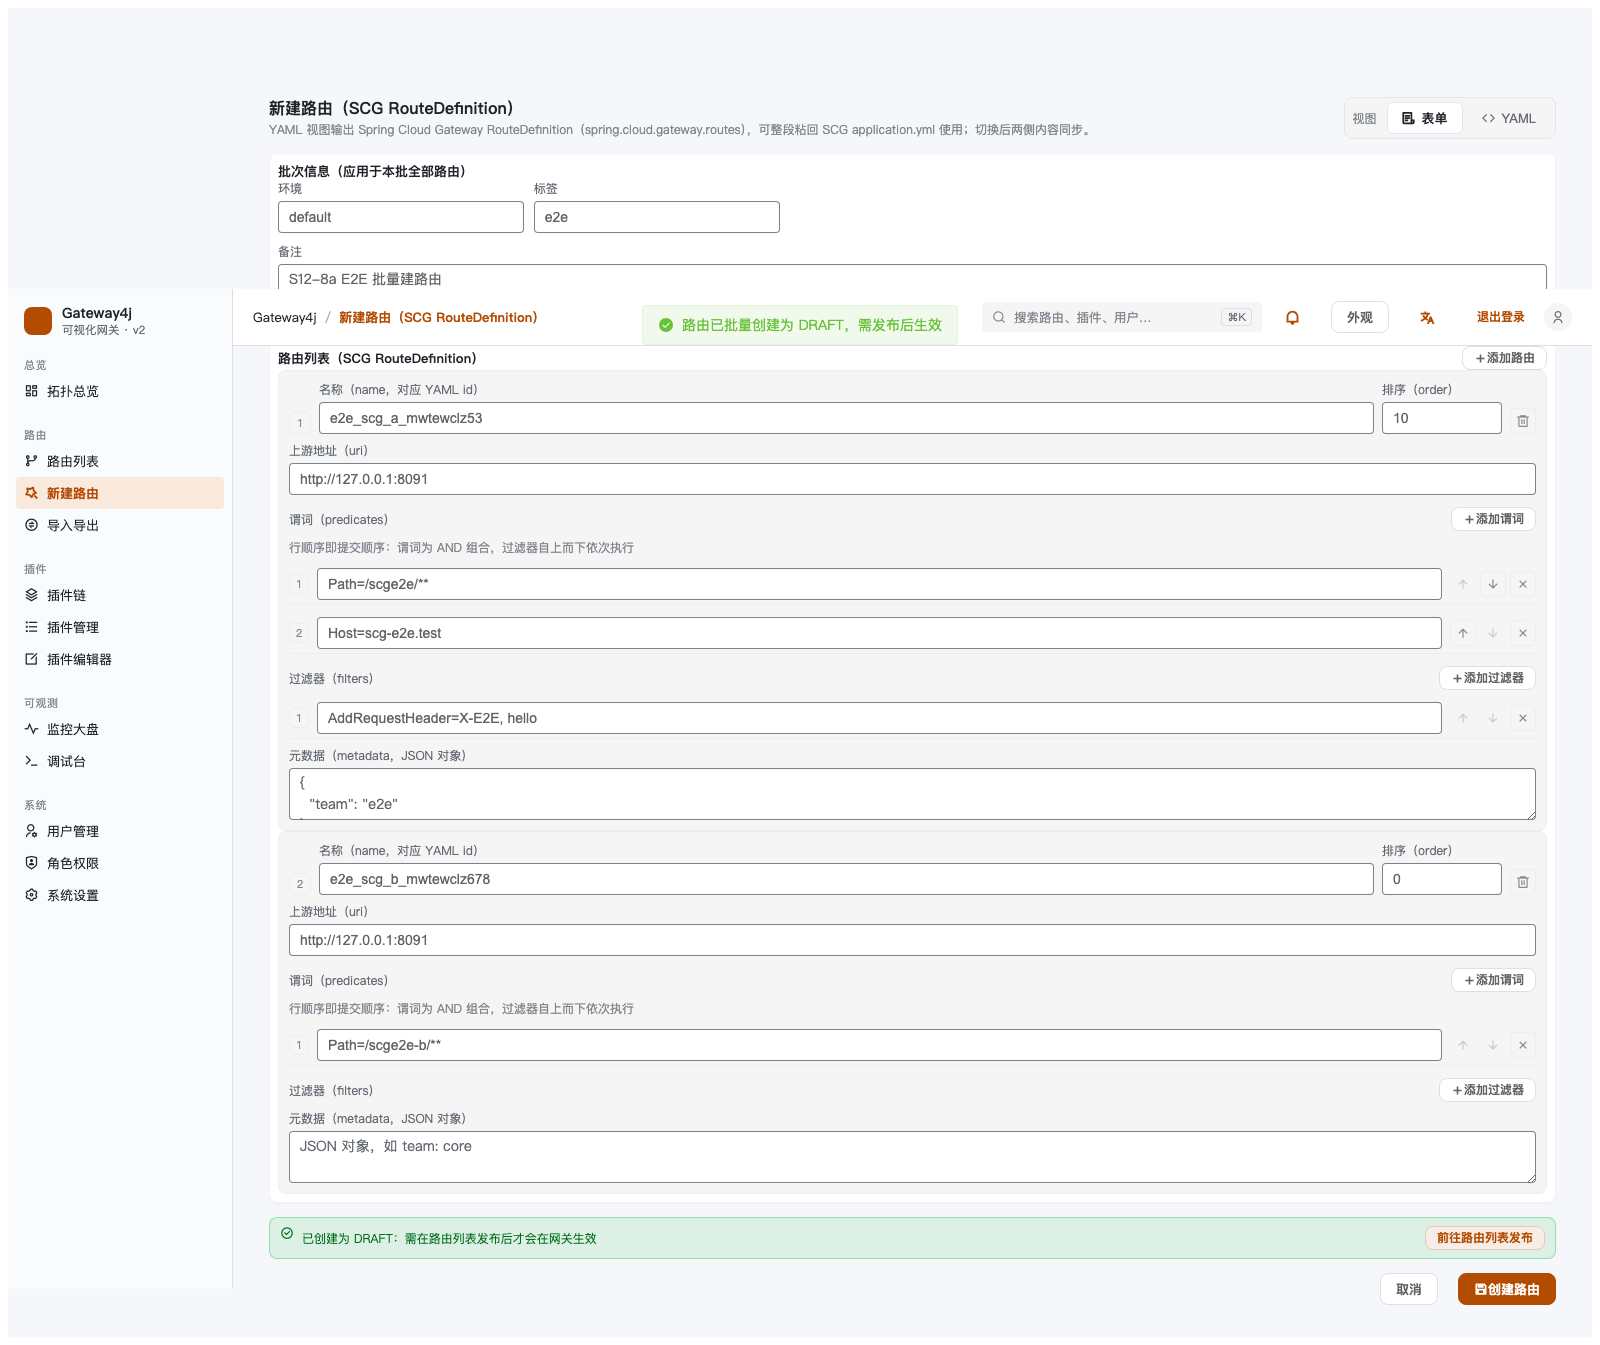 新建路由（SCG RouteDefinition）
YAML 视图输出 Spring Cloud Gateway RouteDefinition（spring.cloud.gateway.routes），可整段粘回 SCG application.yml 使用；切换后两侧内容同步。
视图
表单
YAML
批次信息（应用于本批全部路由）
环境
标签
default
e2e
备注
S12-8a E2E 批量建路由
Gateway4j
可视化网关 · v2
总览
拓扑总览
路由
路由列表
新建路由
导入导出
插件
插件链
插件管理
插件编辑器
可观测
监控大盘
调试台
系统
用户管理
角色权限
系统设置
Gateway4j / 新建路由（SCG RouteDefinition）
路由已批量创建为 DRAFT，需发布后生效
搜索路由、插件、用户...
⌘K
外观
退出登录
路由列表（SCG RouteDefinition）
+添加路由
名称（name，对应 YAML id）
排序（order）
1
e2e_scg_a_mwtewclz53
10
上游地址（uri）
http://127.0.0.1:8091
谓词（predicates）
+添加谓词
行顺序即提交顺序：谓词为 AND 组合，过滤器自上而下依次执行
1
Path=/scge2e/**
2
Host=scg-e2e.test
过滤器（filters）
+添加过滤器
1
AddRequestHeader=X-E2E, hello
元数据（metadata，JSON 对象）
{
"team": "e2e"
名称（name，对应 YAML id）
排序（order）
2
e2e_scg_b_mwtewclz678
0
上游地址（uri）
http://127.0.0.1:8091
谓词（predicates）
+添加谓词
行顺序即提交顺序：谓词为 AND 组合，过滤器自上而下依次执行
1
Path=/scge2e-b/**
过滤器（filters）
+添加过滤器
元数据（metadata，JSON 对象）
JSON 对象，如 team: core
已创建为 DRAFT：需在路由列表发布后才会在网关生效
前往路由列表发布
取消
创建路由